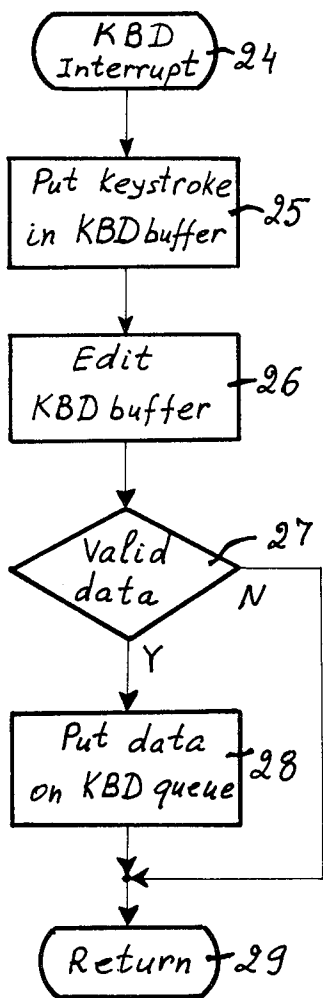 KBD
Interrupt
24
Put keystroke
in KBD buffer
25
Edit
KBD buffer
26
Valid
data
27
N
Y
Put data
on KBD queue
28
Return
29